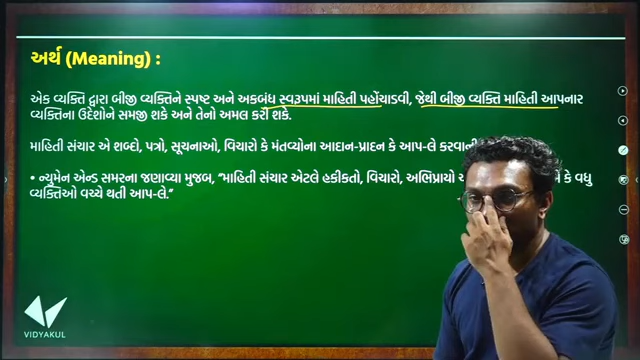 અર્થ (Meaning) :
એક વ્યક્તિ દ્વારા બીજી વ્યક્તિને સ્પષ્ટ અને અકબંધ સ્વરૂપમાં માહિતી પહોંચાડવી, જેથી બીજી વ્યક્તિ માહિતી આપનાર
વ્યક્તિના ઉદેશોને સમજી શકે અને તેનો અમલ કરી શકે.
માહિતી સંચાર એ શબ્દો, પત્રો, સૂચનાઓ, વિચારો કે મંતવ્યોના આદાન-પ્રદાન કે આપ-લે કરવાની
• ન્યુમેન એન્ડ સમરના જણાવ્યા મુજબ, “માહિતી સંચાર એટલે હકીકતો, વિચારો, અભિપ્રાયો કે વધુ
વ્યક્તિઓ વચ્ચે થતી આપ-લે.”
VIDYAKUL